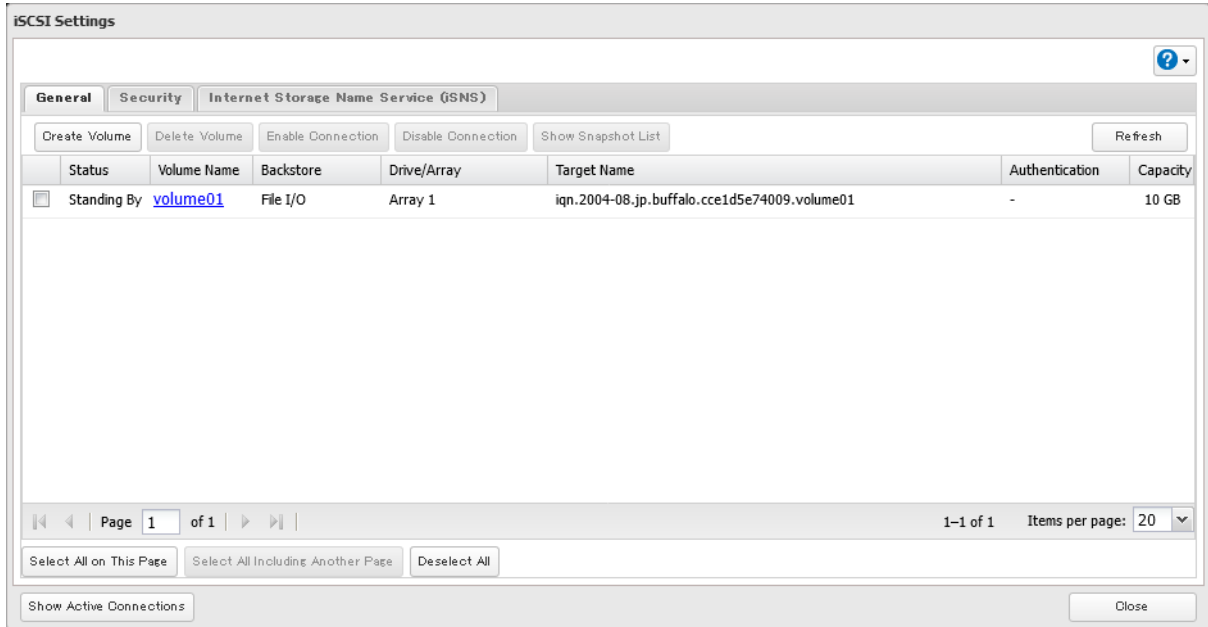 iSCSI Settings
General Security Internet Storage Name Service (iSNS)
Create Volume Delete Volume Enable Connection Disable Connection Show Snapshot List Refresh
Status Volume Name Backstore Drive/Array Target Name Authentication Capacity
Standing By volume01 File I/O Array 1 iqn.2004-08.jp.buffalo.cce1d5e74009.volume01 - 10 GB
Page 1 of 1 1–1 of 1 Items per page: 20
Select All on This Page Select All Including Another Page Deselect All
Show Active Connections Close